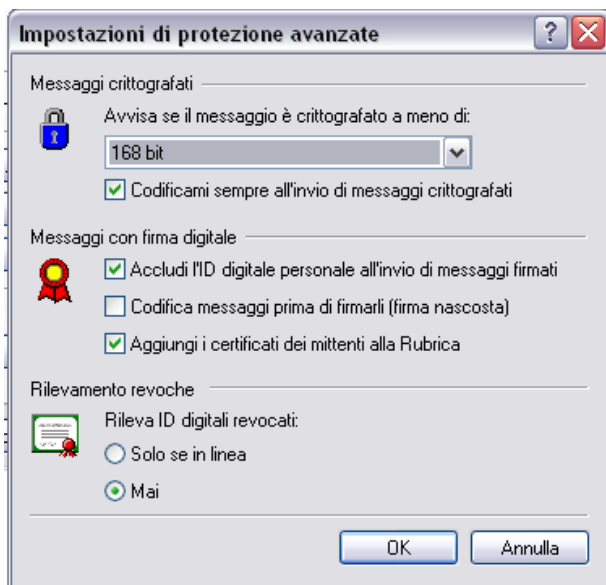 Impostazioni di protezione avanzate
Messaggi crittografati
Avvisa se il messaggio è crittografato a meno di:
168 bit
Codificami sempre all'invio di messaggi crittografati
Messaggi con firma digitale
Accludi l'ID digitale personale all'invio di messaggi firmati
Codifica messaggi prima di firmarli (firma nascosta)
Aggiungi i certificati dei mittenti alla Rubrica
Rilevamento revoche
Rileva ID digitali revocati:
Solo se in linea
Mai
OK Annulla